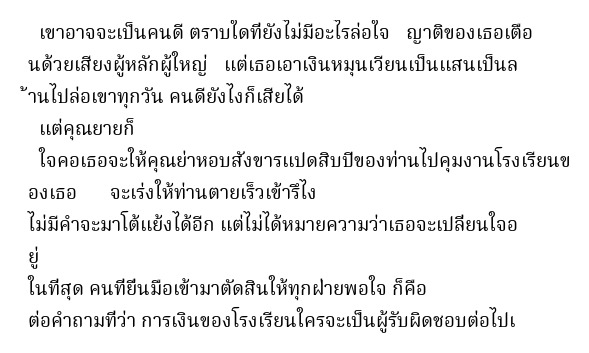 เขาอาจจะเป็นคนดี ตราบใดที่ยังไม่มีอะไรล่อใจ ญาติของเธอเตือ
นด้วยเสียงผู้หลักผู้ใหญ่ แต่เธอเอาเงินหมุนเวียนเป็นแสนเป็นล
้านไปล่อเขาทุกวัน คนดียังไงก็เสียได้
แต่คุณยายก็
ใจคอเธอจะให้คุณย่าหอบสังขารแปดสิบปีของท่านไปคุมงานโรงเรียนข
องเธอ จะเร่งให้ท่านตายเร็วเข้ารึไง
ไม่มีคำจะมาโต้แย้งได้อีก แต่ไม่ได้หมายความว่าเธอจะเปลี่ยนใจอ
ยู่
ในที่สุด คนที่ยื่นมือเข้ามาตัดสินให้ทุกฝ่ายพอใจ ก็คือ
ต่อคำถามที่ว่า การเงินของโรงเรียนใครจะเป็นผู้รับผิดชอบต่อไปเ